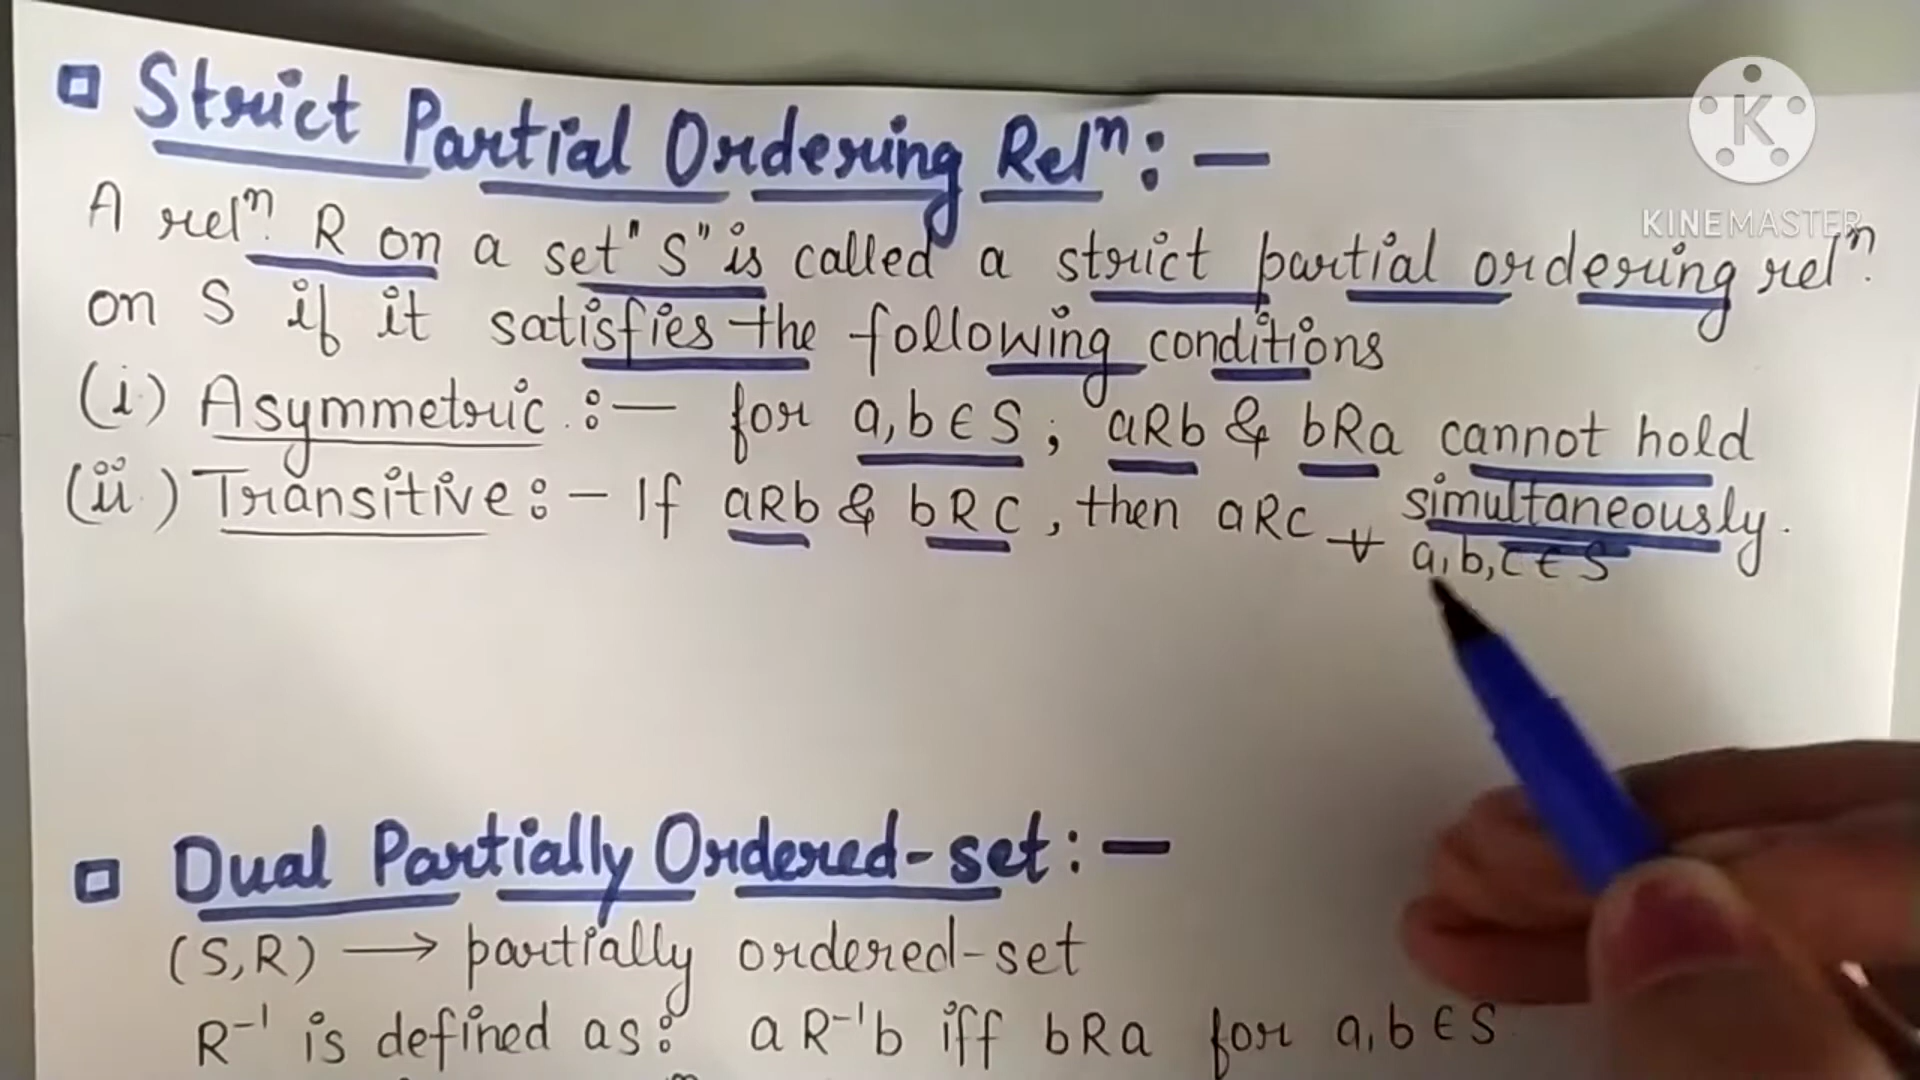 Strict Partial Ordering Relⁿ: —
K
KINEMASTER
A relⁿ. R on a set "S" is called a strict partial ordering relⁿ.
on S if it satisfies the following conditions
(i) Asymmetric :— for a,b ∈ S ; aRb & bRa cannot hold
simultaneously.
(ii) Transitive :— If aRb & bRc , then aRc ∀ a,b,c ∈ S
Dual Partially Ordered-set : —
(S,R) ⟶ partially ordered-set
R⁻¹ is defined as: a R⁻¹b iff bRa for a,b ∈ S